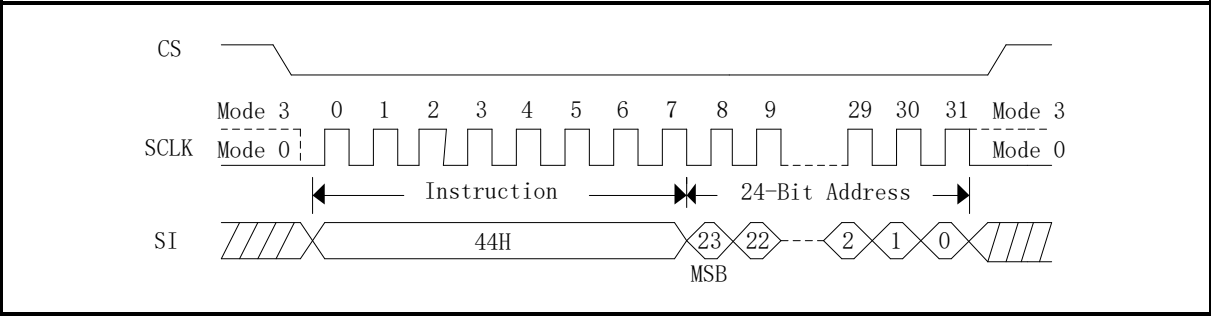 CS
Mode 3 0 1 2 3 4 5 6 7 8 9 29 30 31 Mode 3
SCLK Mode 0 Mode 0
Instruction 24-Bit Address
SI 44H 23 22 2 1 0
MSB